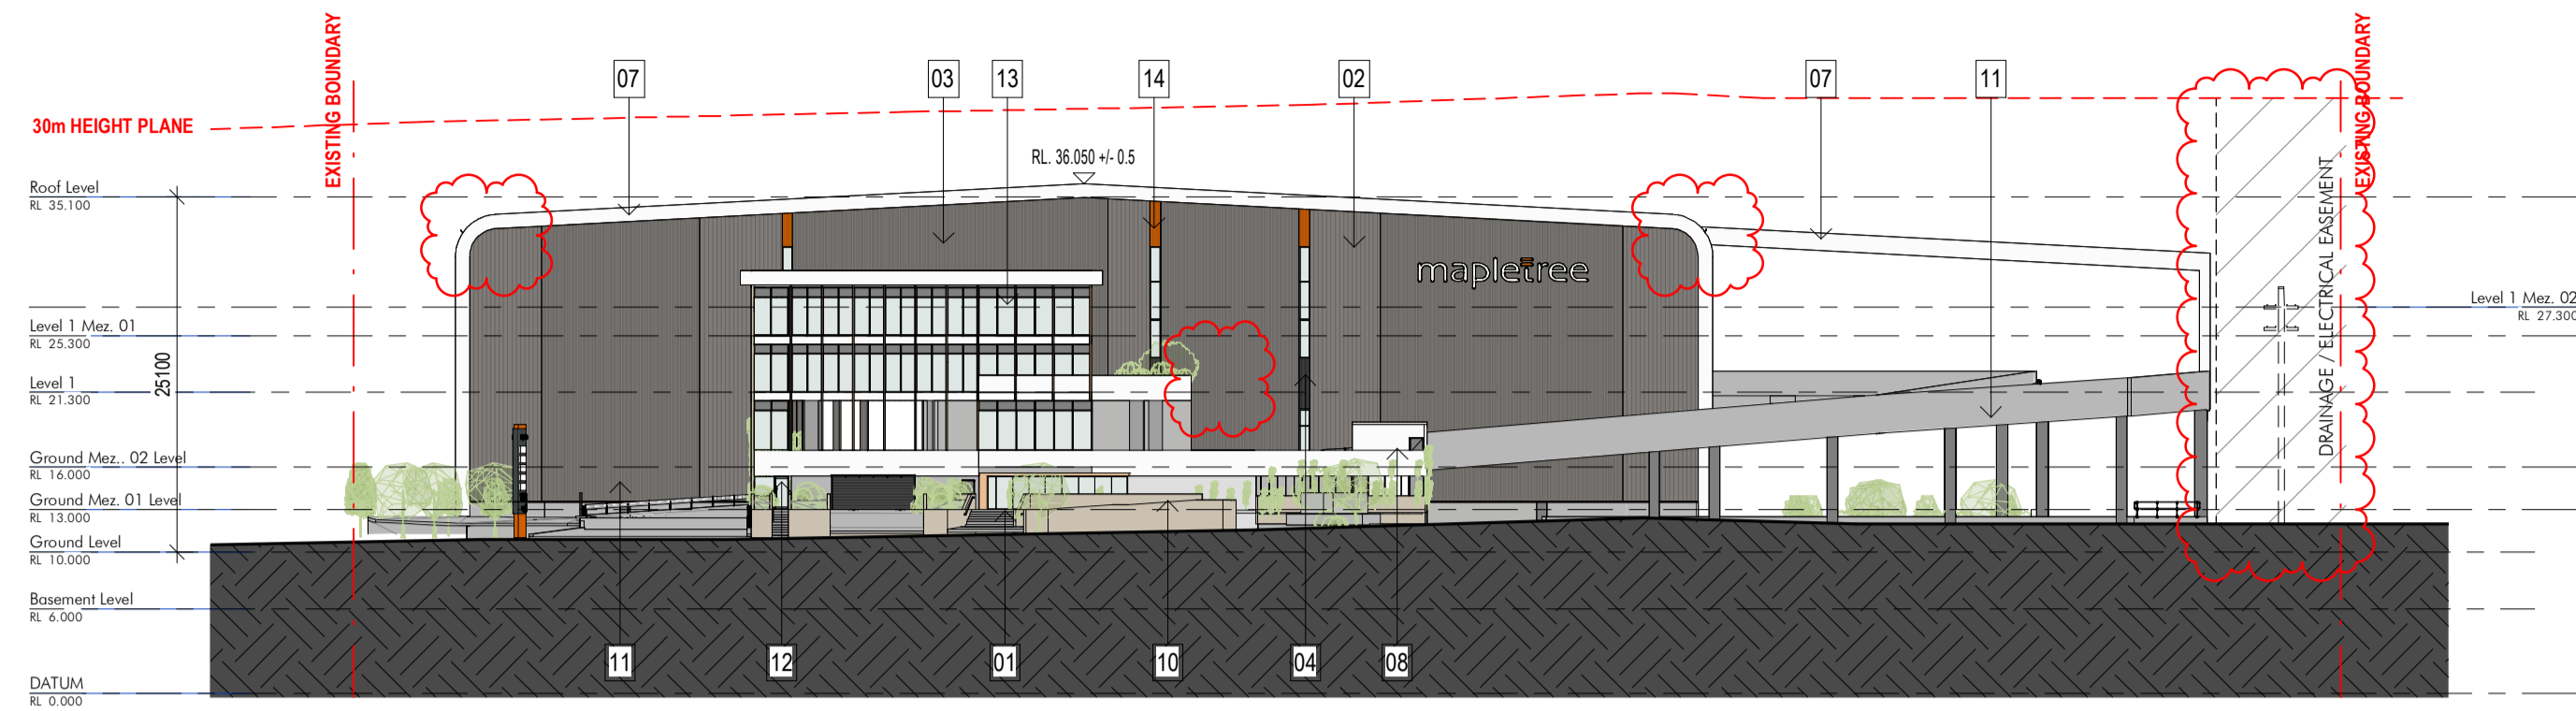 EXISTING BOUNDARY
EXISTING BOUNDARY
07
03
13
14
02
07
11
30m HEIGHT PLANE
RL. 36.050 +/- 0.5
Roof Level
RL 35.100
mapletree
Level 1 Mez. 02
RL 27.300
Level 1 Mez. 01
RL 25.300
25100
Level 1
RL 21.300
DRAINAGE / ELECTRICAL EASEMENT
Ground Mez.. 02 Level
RL 16.000
Ground Mez. 01 Level
RL 13.000
Ground Level
RL 10.000
Basement Level
RL 6.000
11
12
01
10
04
08
DATUM
RL 0.000